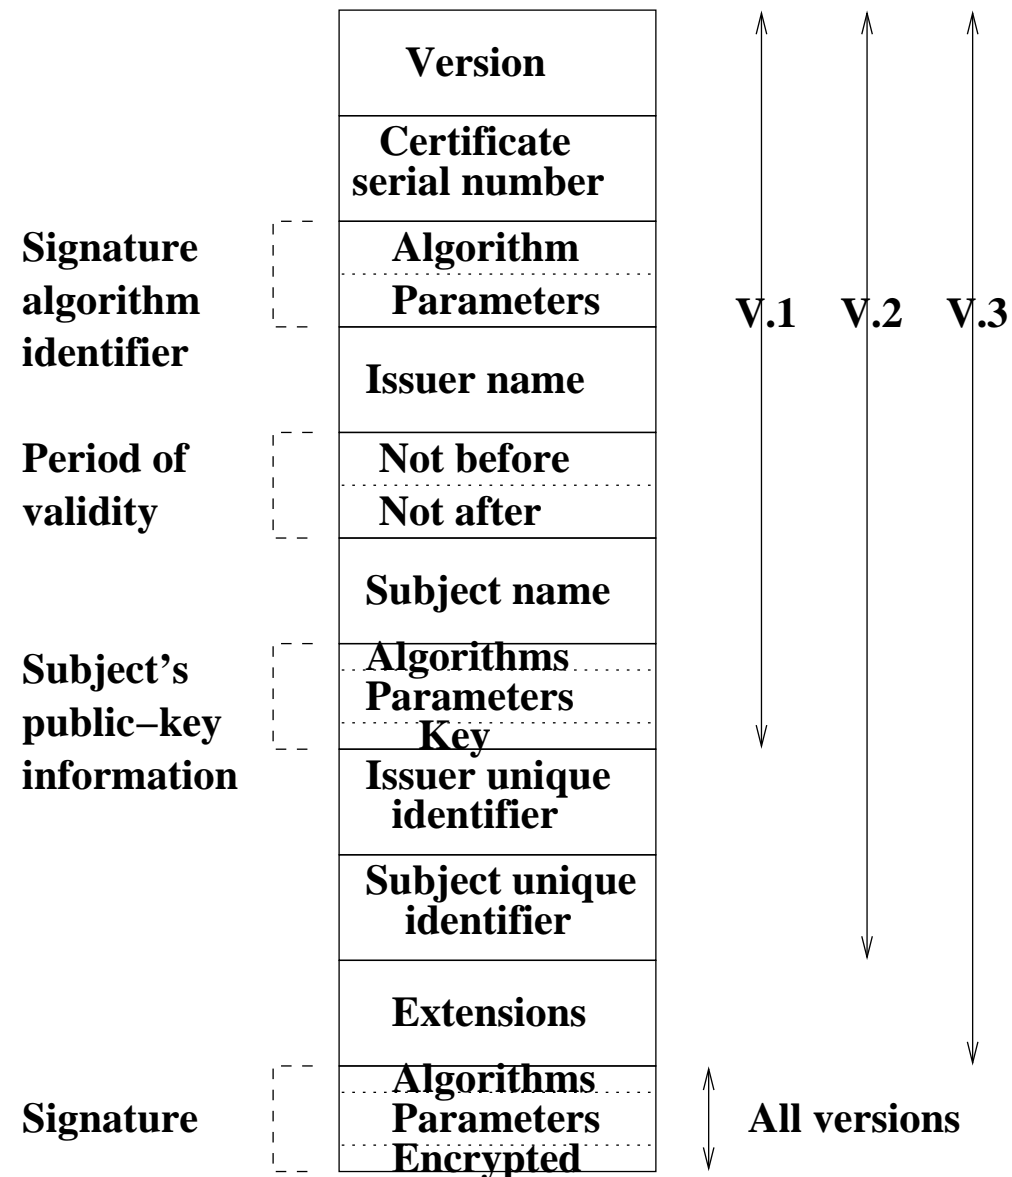 Version
Certificate
serial number
Signature
algorithm
identifier
Algorithm
Parameters
V.1
V.2
V.3
Issuer name
Period of
validity
Not before
Not after
Subject name
Subject's
public−key
information
Algorithms
Parameters
Key
Issuer unique
identifier
Subject unique
identifier
Extensions
Signature
Algorithms
Parameters
Encrypted
All versions